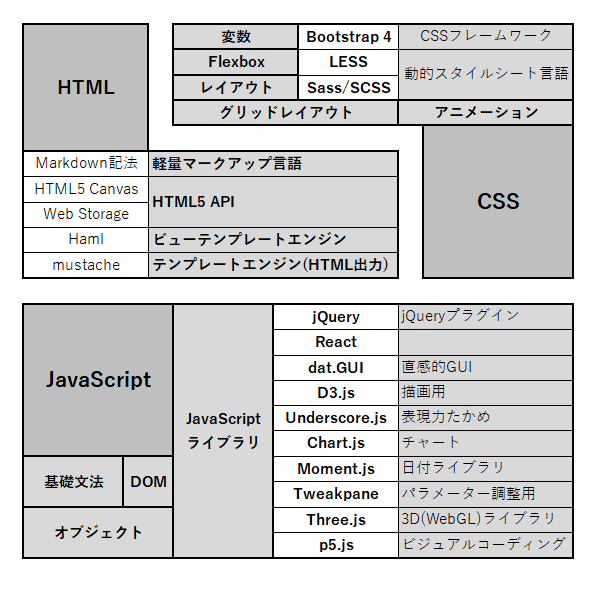 HTML
変数 Bootstrap 4 CSSフレームワーク
Flexbox LESS 動的スタイルシート言語
レイアウト Sass/SCSS
グリッドレイアウト アニメーション
CSS
Markdown記法 軽量マークアップ言語
HTML5 Canvas HTML5 API
Web Storage
Haml ビューテンプレートエンジン
mustache テンプレートエンジン(HTML出力)
JavaScript
基礎文法 DOM
オブジェクト
JavaScript
ライブラリ
jQuery jQueryプラグイン
React
dat.GUI 直感的GUI
D3.js 描画用
Underscore.js 表現力たかめ
Chart.js チャート
Moment.js 日付ライブラリ
Tweakpane パラメーター調整用
Three.js 3D(WebGL)ライブラリ
p5.js ビジュアルコーディング